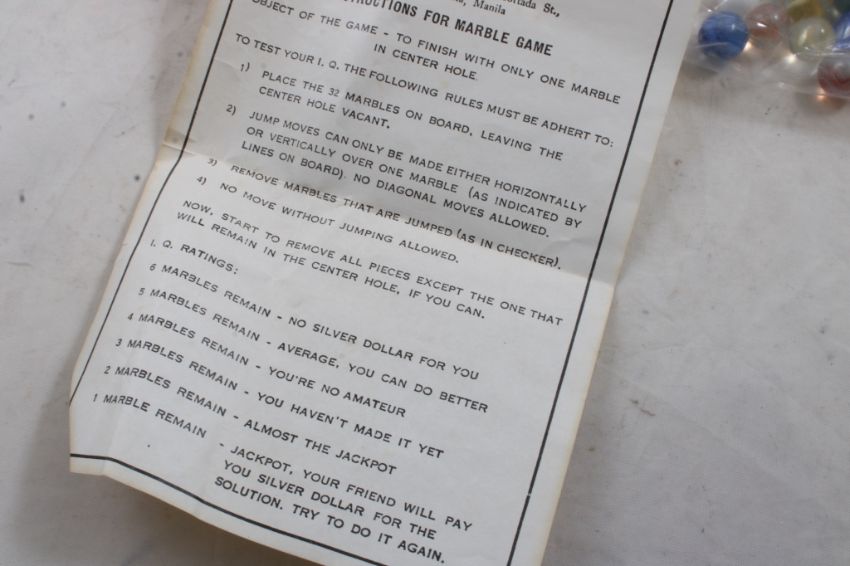 St.,
Manila
INSTRUCTIONS FOR MARBLE GAME
OBJECT OF THE GAME - TO FINISH WITH ONLY ONE MARBLE
IN CENTER HOLE.
TO TEST YOUR I. Q. THE FOLLOWING RULES MUST BE ADHERT TO:
1) PLACE THE 32 MARBLES ON BOARD, LEAVING THE
CENTER HOLE VACANT.
2) JUMP MOVES CAN ONLY BE MADE EITHER HORIZONTALLY
OR VERTICALLY OVER ONE MARBLE (AS INDICATED BY
LINES ON BOARD). NO DIAGONAL MOVES ALLOWED.
3) REMOVE MARBLES THAT ARE JUMPED (AS IN CHECKER).
4) NO MOVE WITHOUT JUMPING ALLOWED.
NOW, START TO REMOVE ALL PIECES EXCEPT THE ONE THAT
WILL REMAIN IN THE CENTER HOLE, IF YOU CAN.
I. Q. RATINGS:
6 MARBLES REMAIN - NO SILVER DOLLAR FOR YOU
5 MARBLES REMAIN - AVERAGE, YOU CAN DO BETTER
4 MARBLES REMAIN - YOU'RE NO AMATEUR
3 MARBLES REMAIN - YOU HAVEN'T MADE IT YET
2 MARBLES REMAIN - ALMOST THE JACKPOT
1 MARBLE REMAIN - JACKPOT, YOUR FRIEND WILL PAY
YOU SILVER DOLLAR FOR THE
SOLUTION. TRY TO DO IT AGAIN.